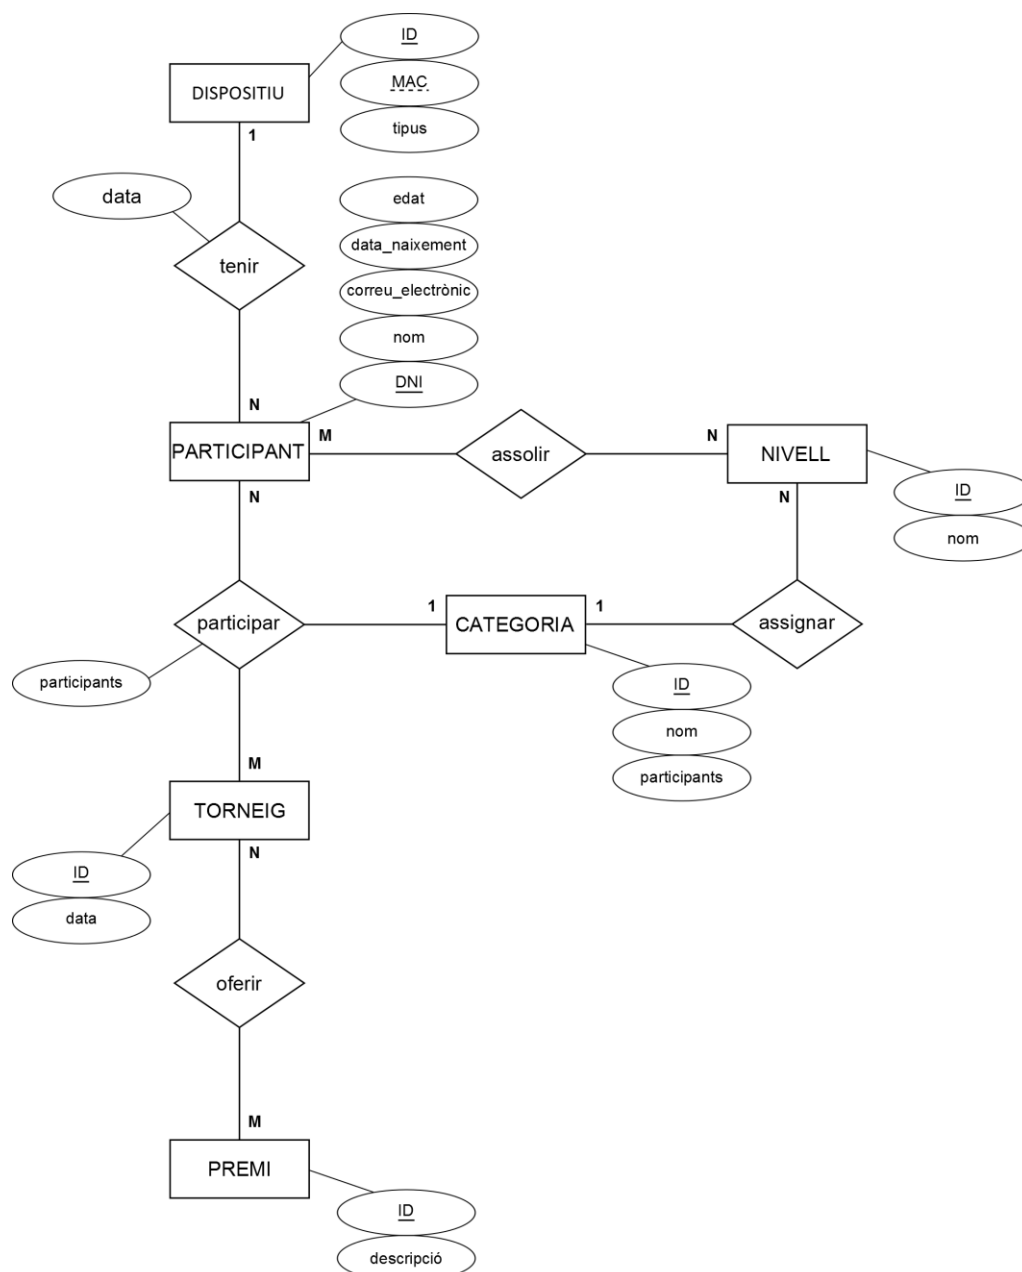 ID
DISPOSITIU
MAC
tipus
1
data
edat
data_naixement
tenir
correu_electrònic
nom
DNI
N
PARTICIPANT
M
assolir
N
NIVELL
N
N
ID
nom
participar
1
CATEGORIA
1
assignar
participants
ID
nom
participants
M
TORNEIG
N
ID
data
oferir
M
PREMI
ID
descripció